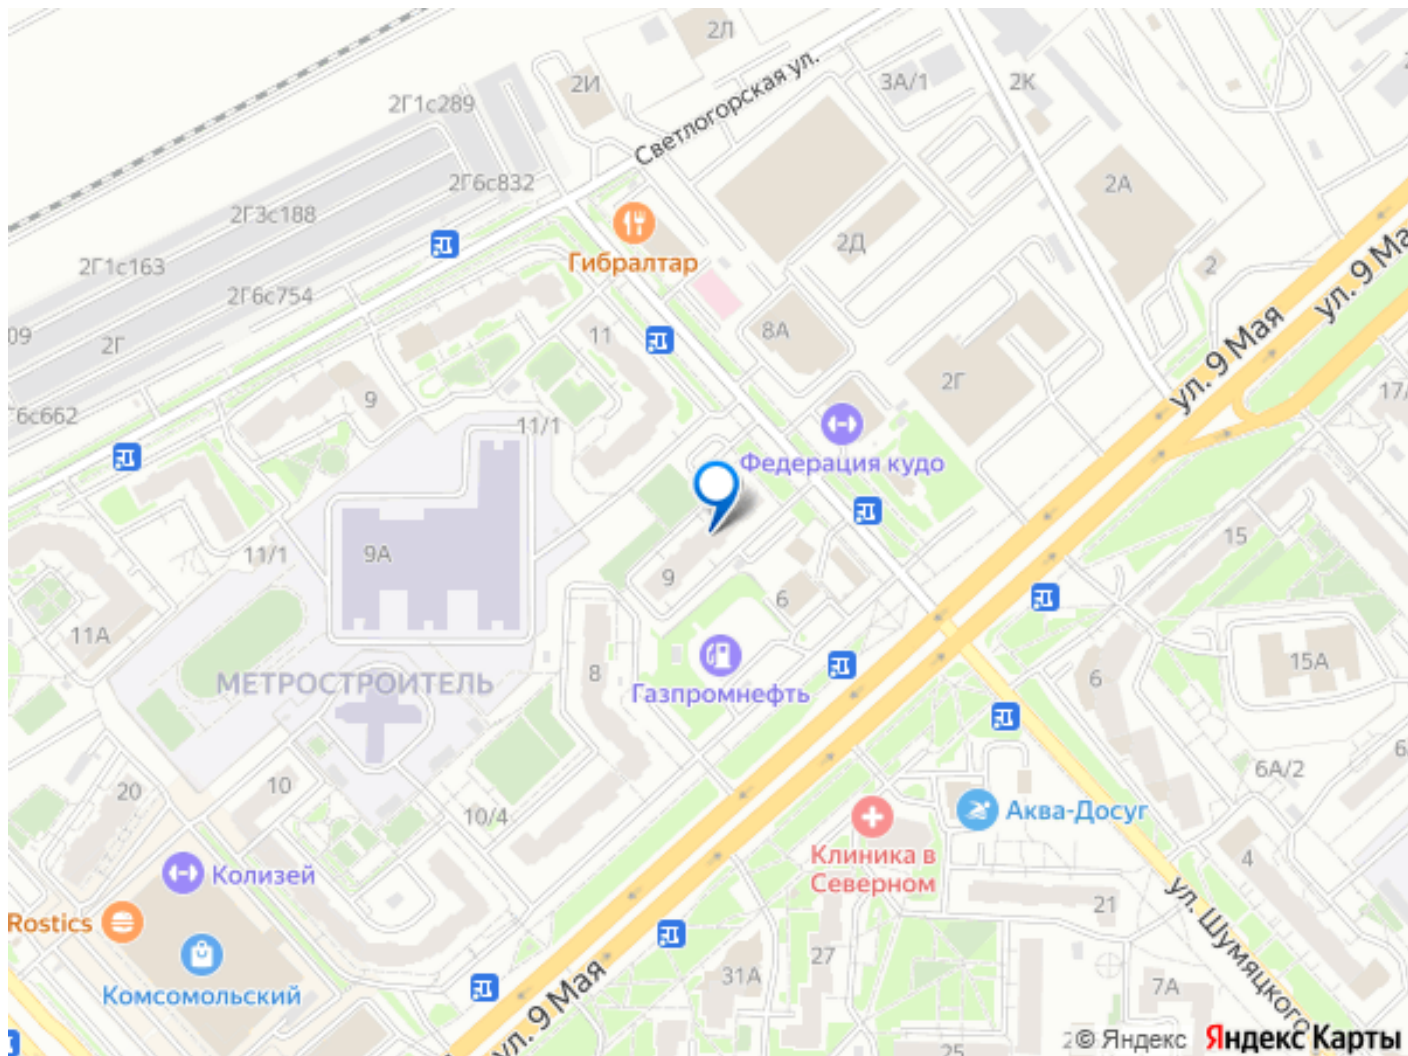 2Л
2И
3А/1
2К
2Г1с289
Светлогорская ул.
2Г6с832
2А
2Г3с188
2Д
Гибралтар
2Г1с163
2
ул. 9 Мая
2Г6с754
09
2Г
11
8А
ул. 9 Мая
2Г
9
17/
6с662
11/1
Федерация кудо
15
9А
11/1
9
6
11А
15А
МЕТРОСТРОИТЕЛЬ
8
Газпромнефть
6
6А/2
6
20
10
10/4
Аква-Досуг
Клиника в
Северном
4
Колизей
21
ул. Шумяцкого
Rostics
27
31А
Комсомольский
7А
ул. 9 Мая
25
2
© Яндекс
Яндекс Карты